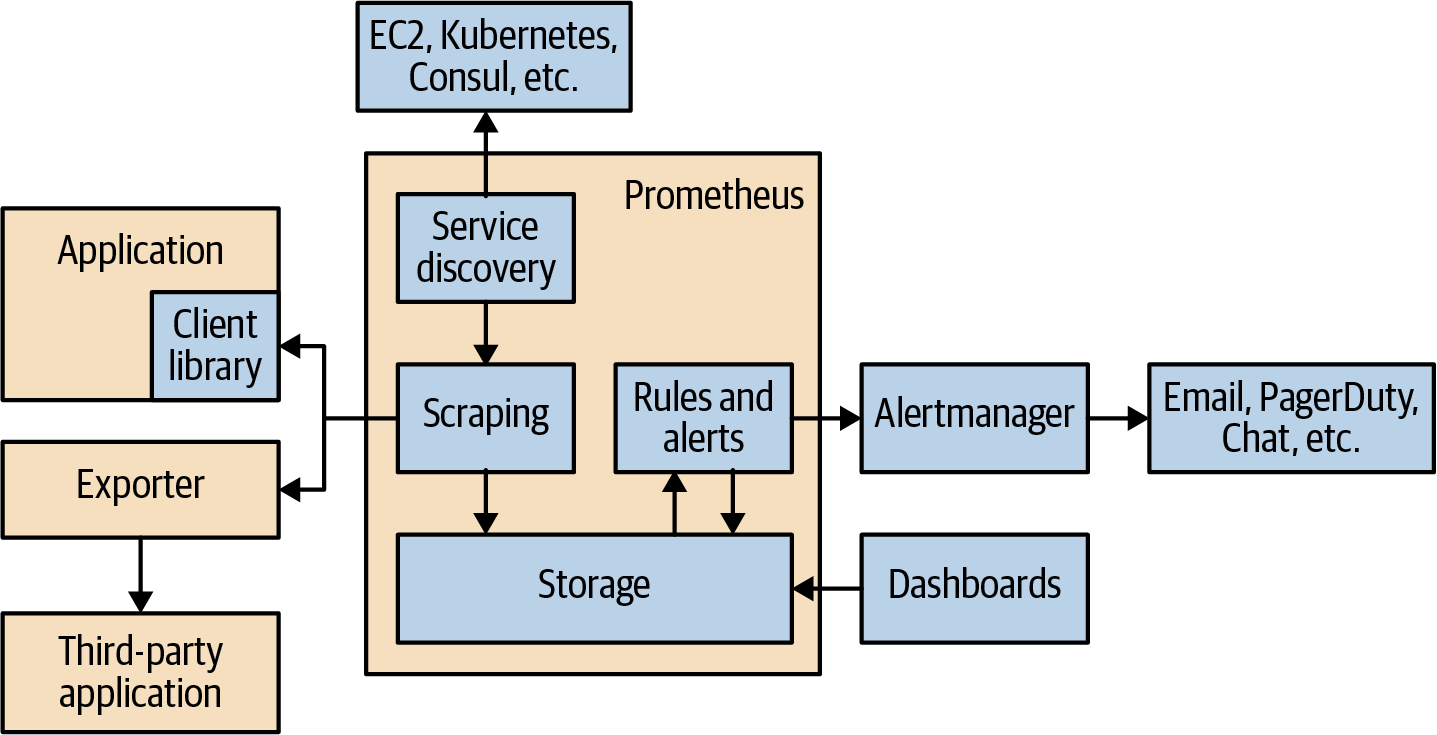 EC2, Kubernetes,
Consul, etc.
Prometheus
Service
discovery
Application
Client
library
Scraping
Rules and
alerts
Alertmanager
Email, PagerDuty,
Chat, etc.
Exporter
Storage
Dashboards
Third-party
application